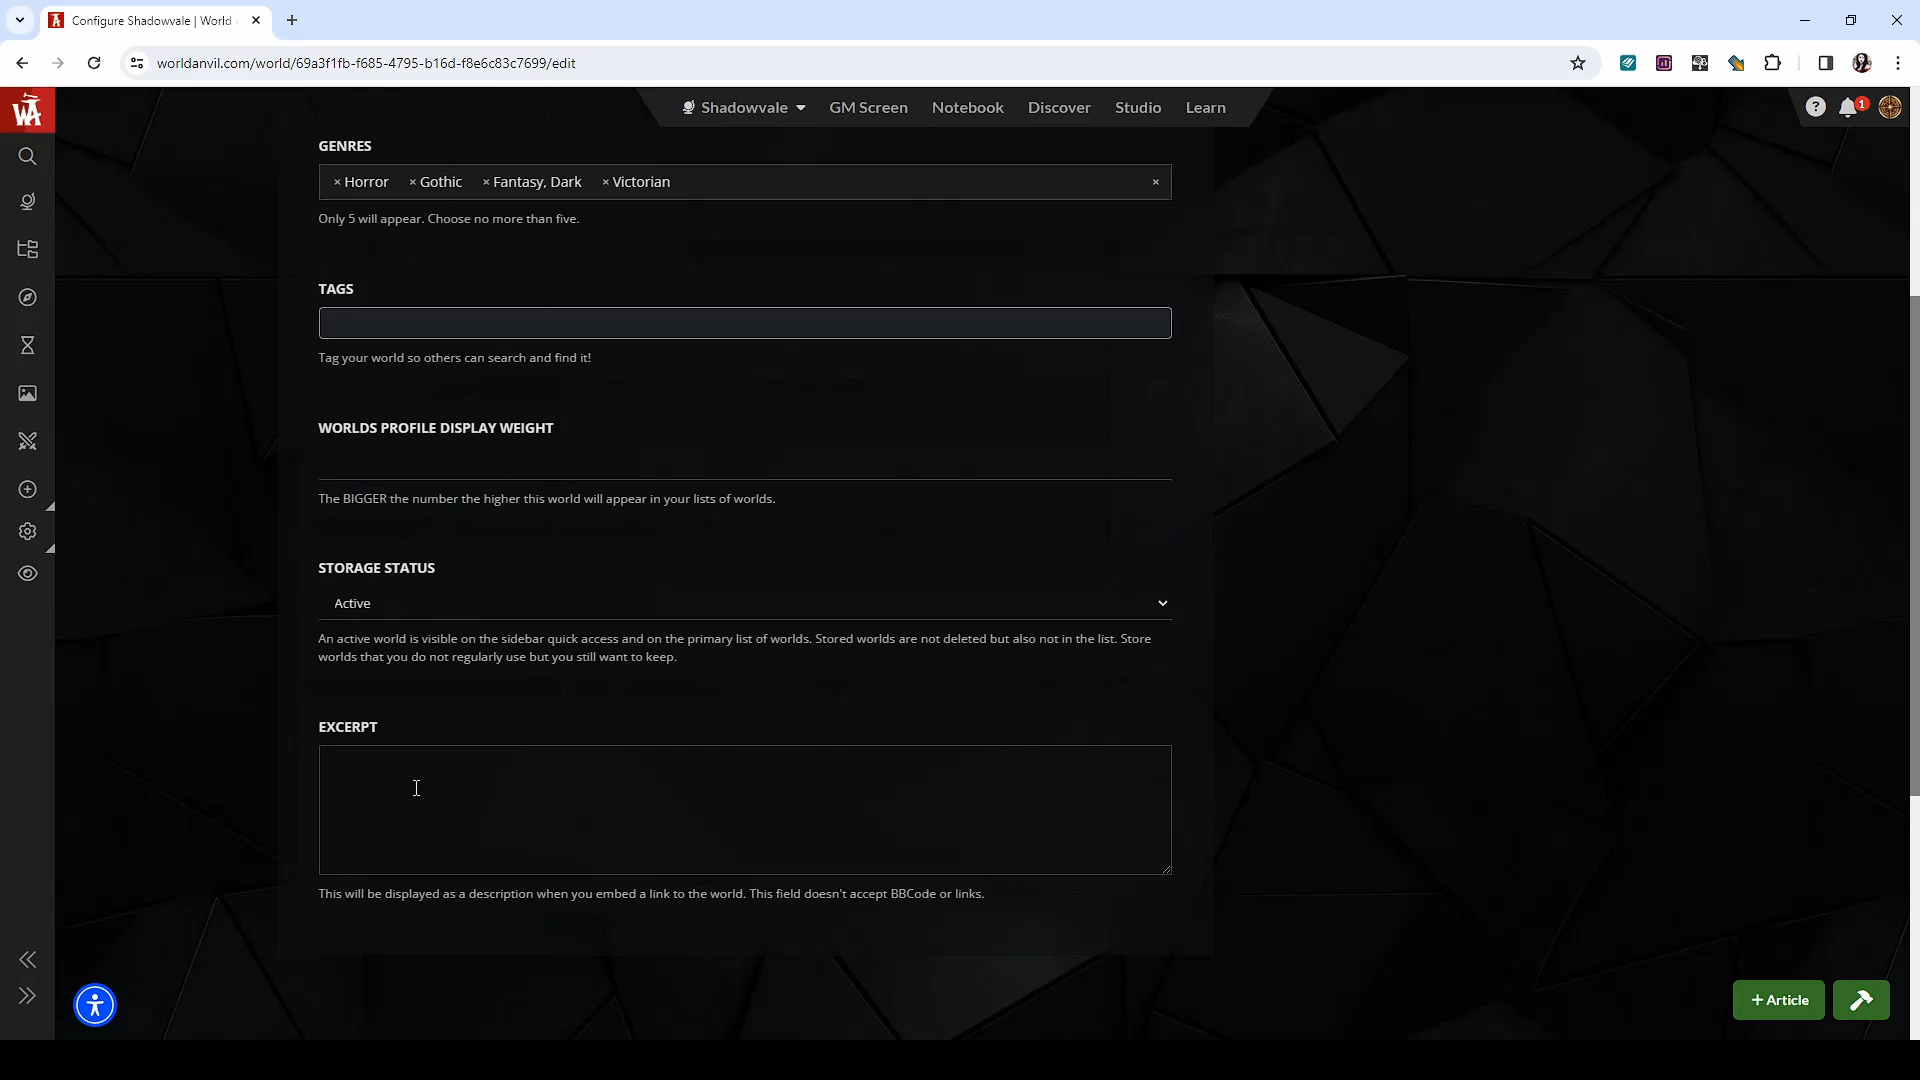 Configure Shadowvale | World
worldanvil.com/world/69a3f1fb-f685-4795-b16d-f8e6c83c7699/edit
WA
Shadowvale GM Screen Notebook Discover Studio Learn
? 1
GENRES
× Horror × Gothic × Fantasy, Dark × Victorian ×
Only 5 will appear. Choose no more than five.
TAGS
Tag your world so others can search and find it!
WORLDS PROFILE DISPLAY WEIGHT
The BIGGER the number the higher this world will appear in your lists of worlds.
STORAGE STATUS
Active
An active world is visible on the sidebar quick access and on the primary list of worlds. Stored worlds are not deleted but also not in the list. Store
worlds that you do not regularly use but you still want to keep.
EXCERPT
This will be displayed as a description when you embed a link to the world. This field doesn't accept BBCode or links.
+ Article